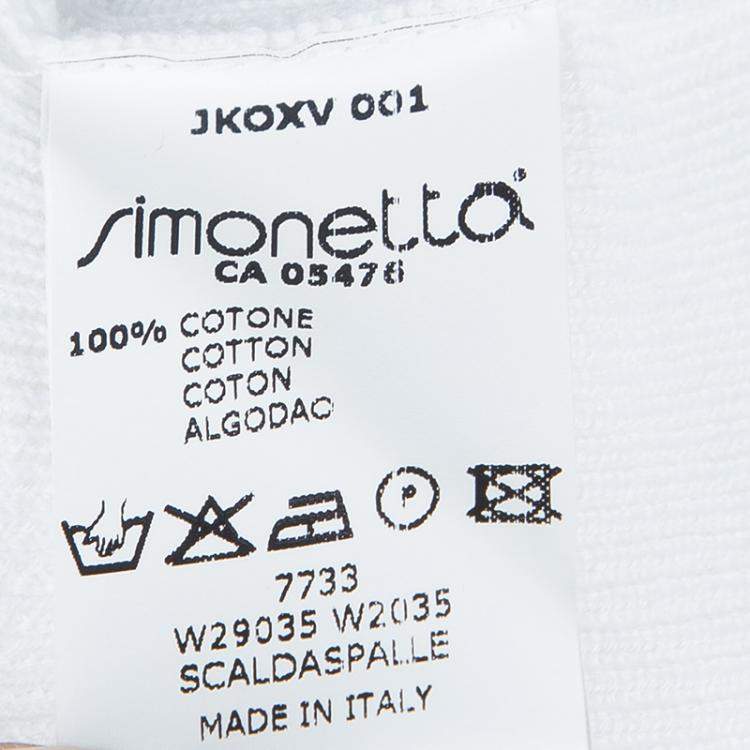 JKOXV 001
simonetta
CA 05476
100% COTONE
COTTON
COTON
ALGODAO
P
7733
W29035 W2035
SCALDASPALLE
MADE IN ITALY